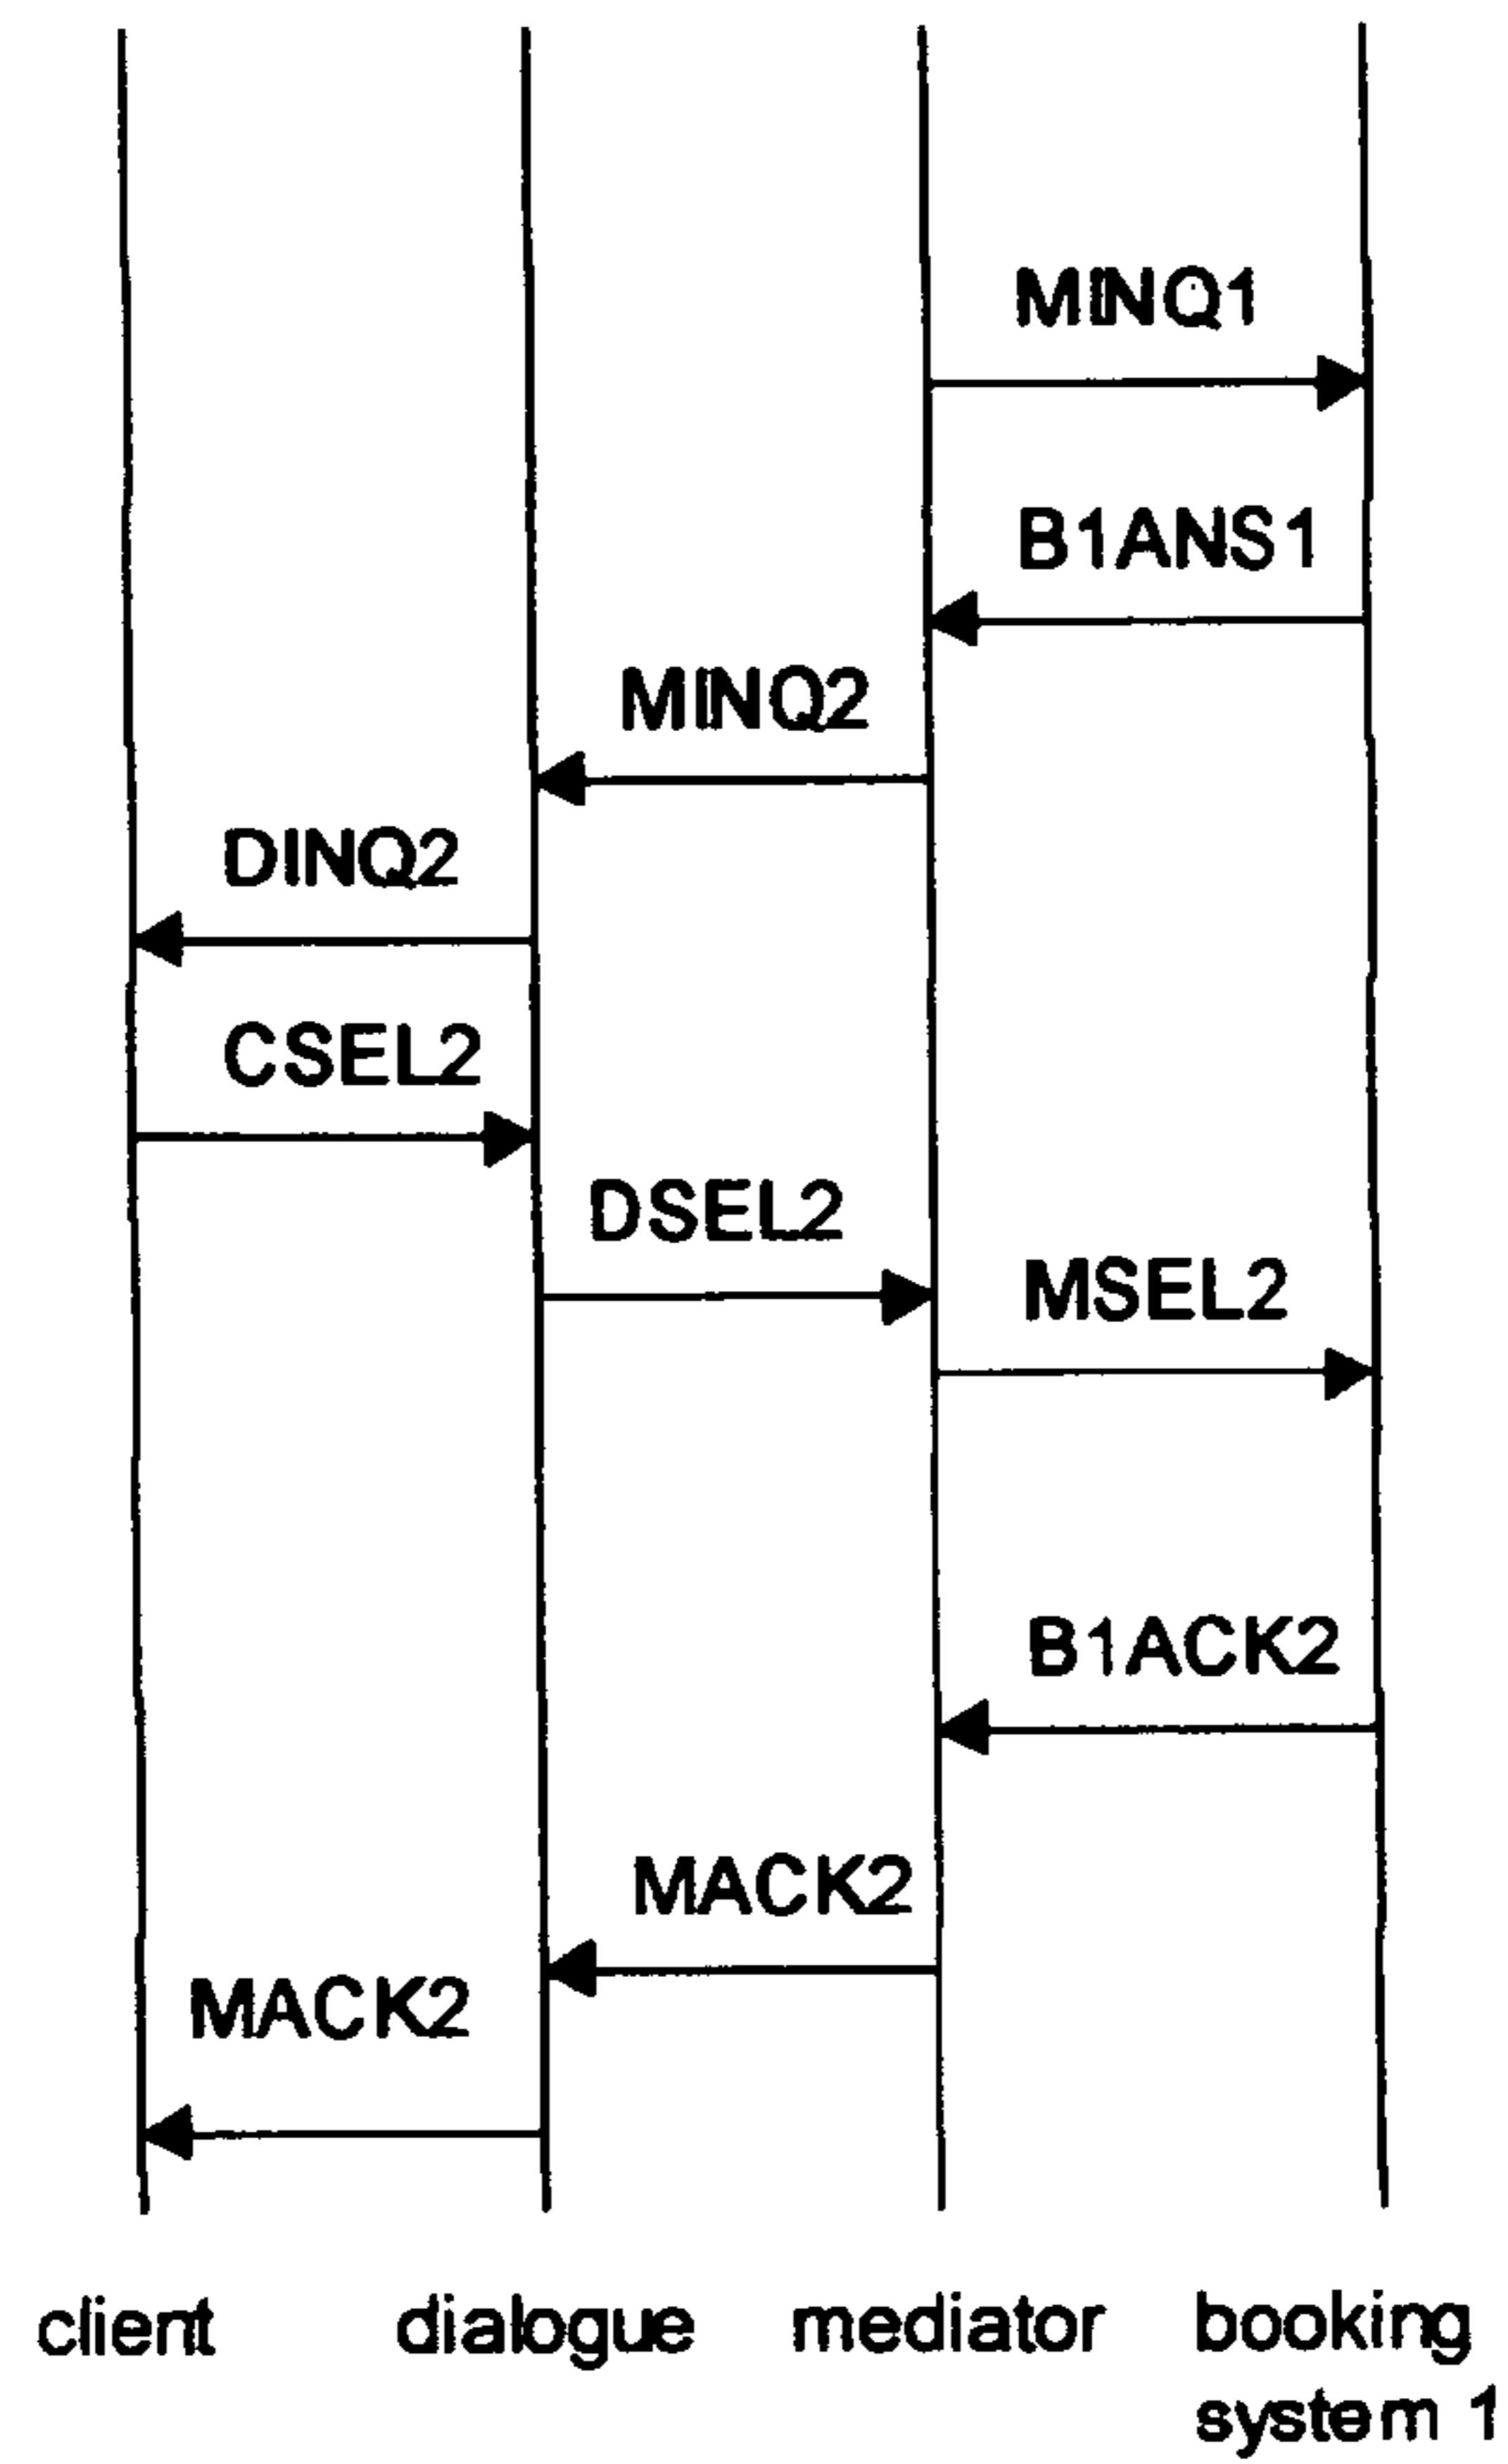 MINQ1
B1ANS1
MINQ2
DINQ2
CSEL2
DSEL2
MSEL2
B1ACK2
MACK2
MACK2
client dialogue mediator booking
system 1